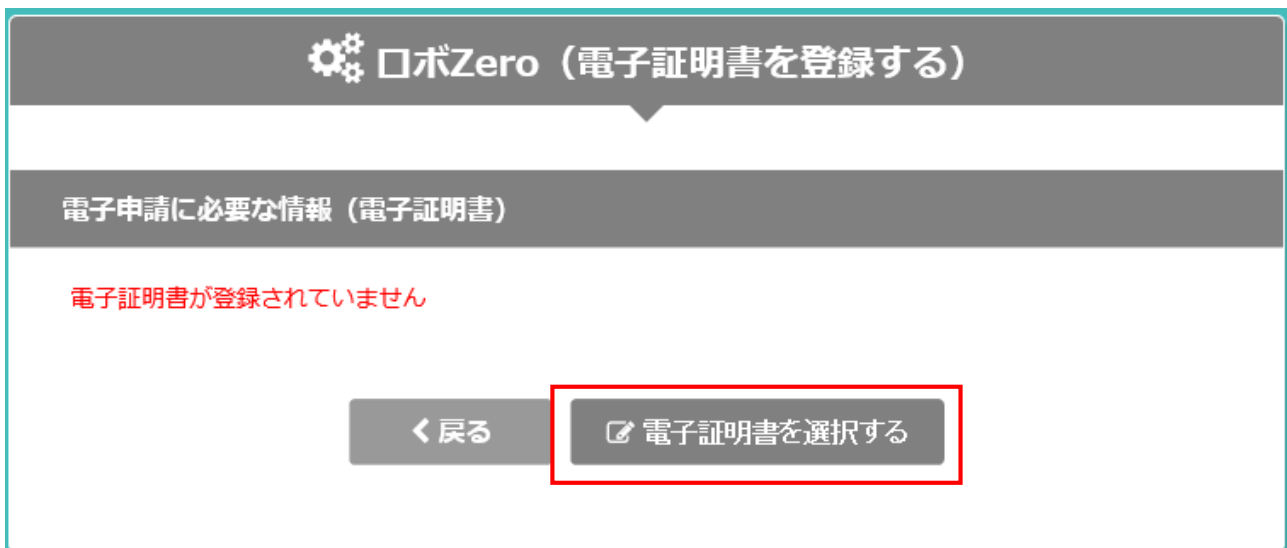 ロボZero（電子証明書を登録する）
電子申請に必要な情報（電子証明書）
電子証明書が登録されていません
戻る
電子証明書を選択する